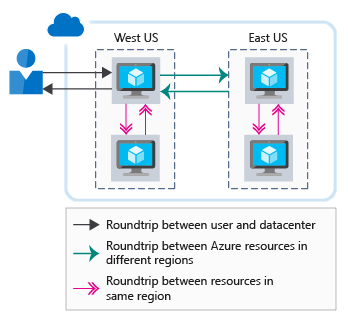 West US
East US
Roundtrip between user and datacenter
Roundtrip between Azure resources in
different regions
Roundtrip between resources in
same region